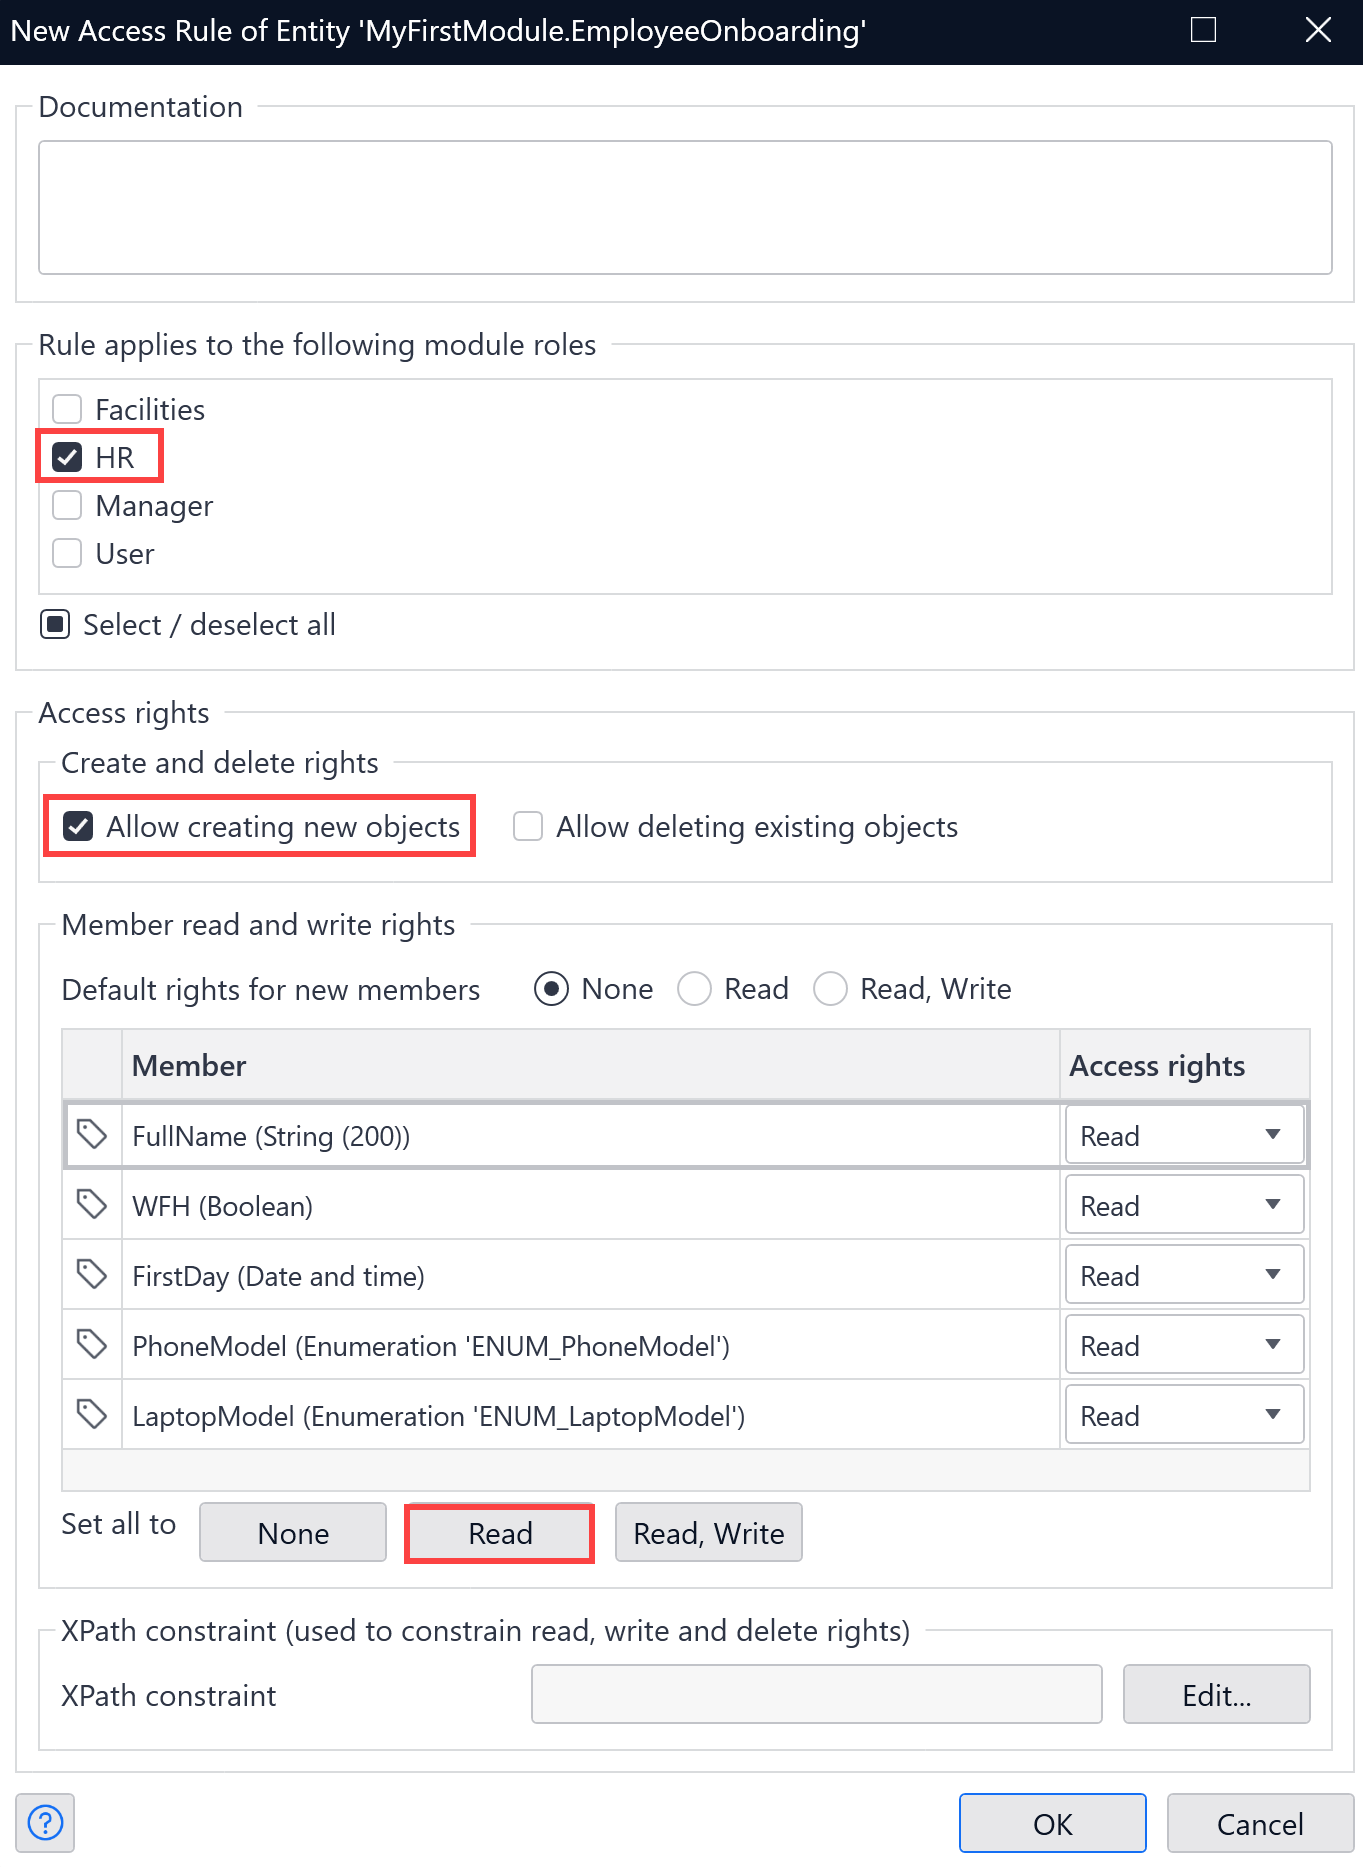 New Access Rule of Entity 'MyFirstModule.EmployeeOnboarding'
Documentation
Rule applies to the following module roles
Facilities
HR
Manager
User
Select / deselect all
Access rights
Create and delete rights
Allow creating new objects
Allow deleting existing objects
Member read and write rights
Default rights for new members None Read Read, Write
Member Access rights
FullName (String (200)) Read
WFH (Boolean) Read
FirstDay (Date and time) Read
PhoneModel (Enumeration 'ENUM_PhoneModel') Read
LaptopModel (Enumeration 'ENUM_LaptopModel') Read
Set all to None Read Read, Write
XPath constraint (used to constrain read, write and delete rights)
XPath constraint Edit...
? OK Cancel